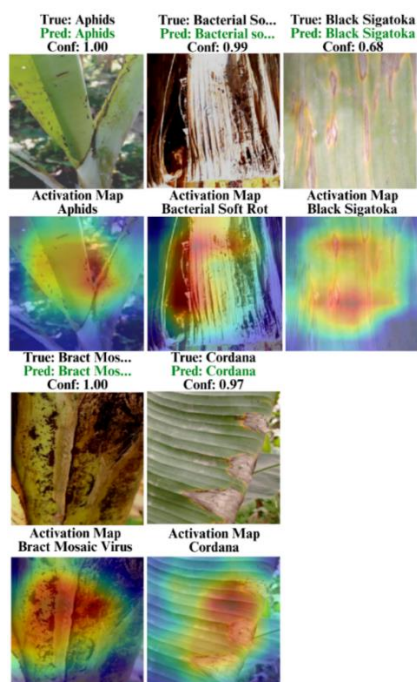 True: Aphids
Pred: Aphids
Conf: 1.00
True: Bacterial So...
Pred: Bacterial so...
Conf: 0.99
True: Black Sigatoka
Pred: Black Sigatoka
Conf: 0.68
Activation Map
Aphids
Activation Map
Bacterial Soft Rot
Activation Map
Black Sigatoka
True: Bract Mos...
Pred: Bract Mos...
Conf: 1.00
True: Cordana
Pred: Cordana
Conf: 0.97
Activation Map
Bract Mosaic Virus
Activation Map
Cordana